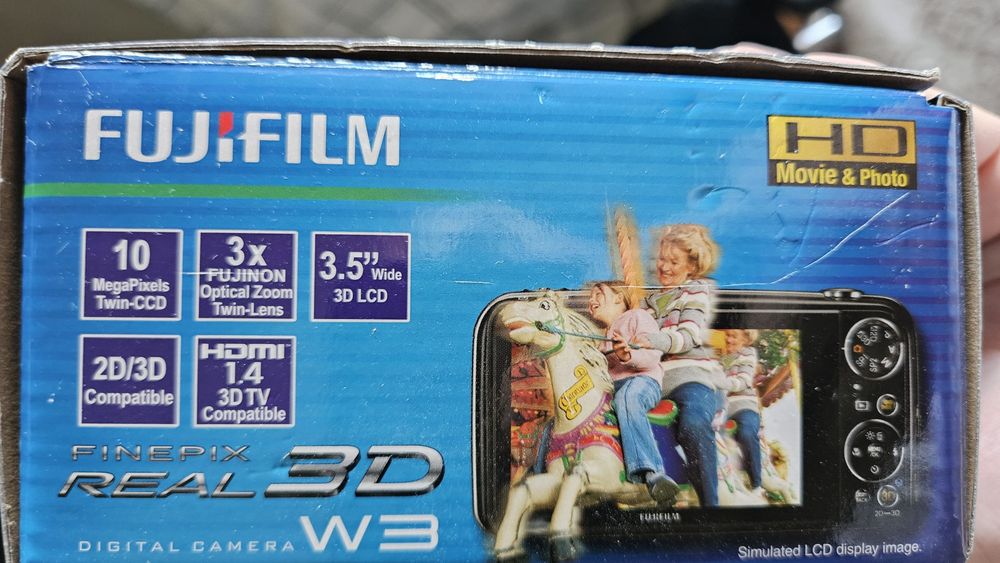 FUJIFILM
HD
Movie & Photo
10
MegaPixels
Twin-CCD
3x
FUJINON
Optical Zoom
Twin-Lens
3.5" Wide
3D LCD
2D/3D
Compatible
HDMI
1.4
3D TV
Compatible
FINEPIX
REAL 3D
DIGITAL CAMERA W3
FUJIFILM
2D—3D
Simulated LCD display image.